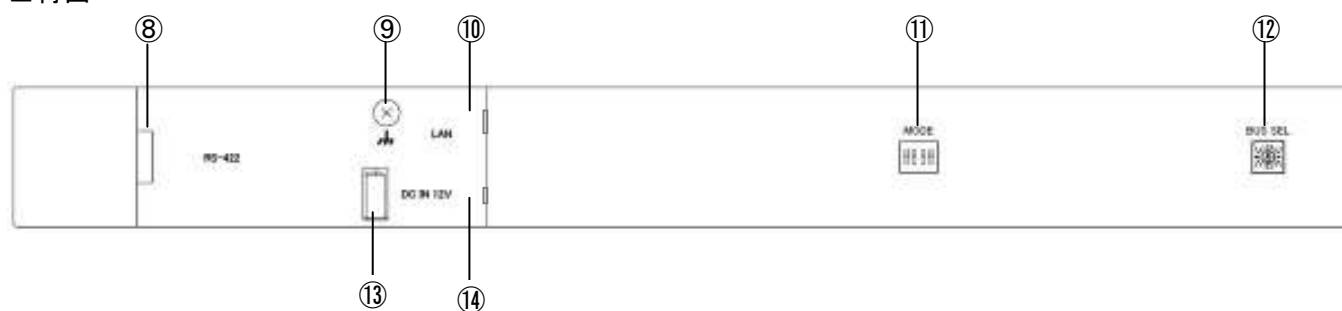 ⑧ ⑨ ⑩ ⑪ ⑫
MODE BUS SEL
LAN
RS-422
DC IN 12V
⑬ ⑭